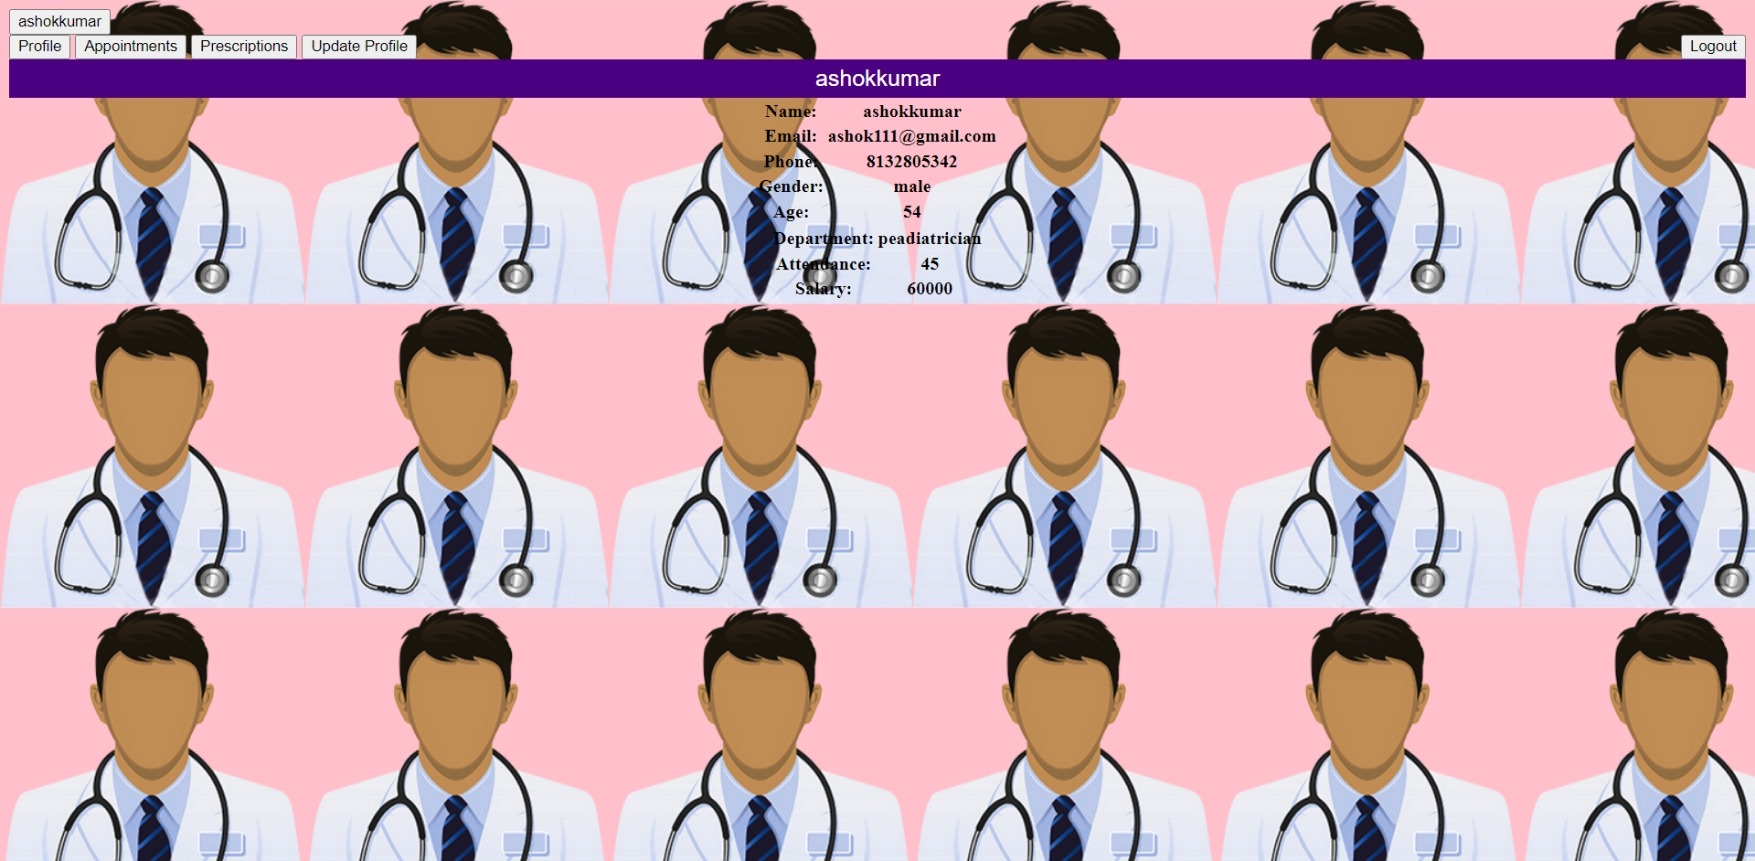 ashokkumar
Profile Appointments Prescriptions Update Profile Logout
ashokkumar
Name: ashokkumar
Email: ashok111@gmail.com
Phone: 8132805342
Gender: male
Age: 54
Department: peadiatrician
Attendance: 45
Salary: 60000